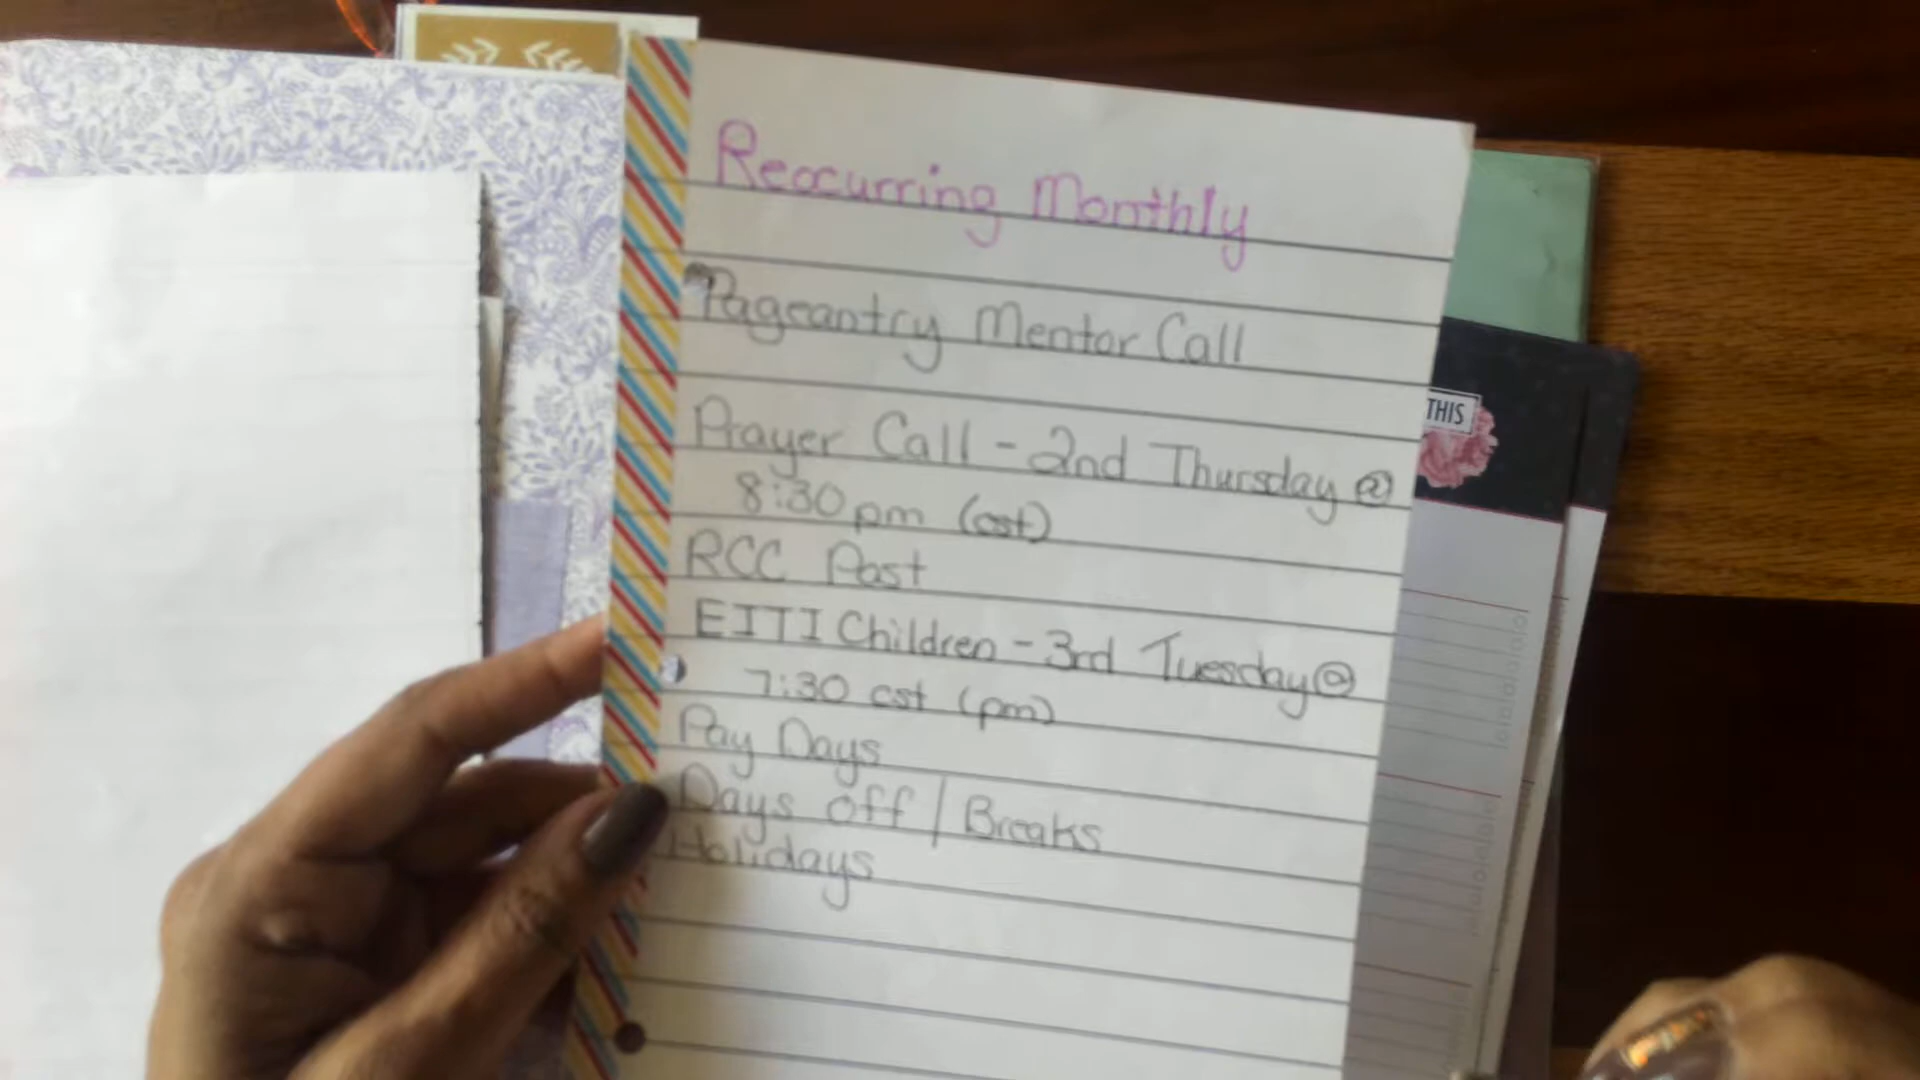 Reocurring Monthly
Pageantry Mentor Call
Prayer Call - 2nd Thursday @
8:30 pm (cst)
RCC Post
EITI Children - 3rd Tuesday @
7:30 cst (pm)
Pay Days
Days off / Breaks
Holidays
THIS